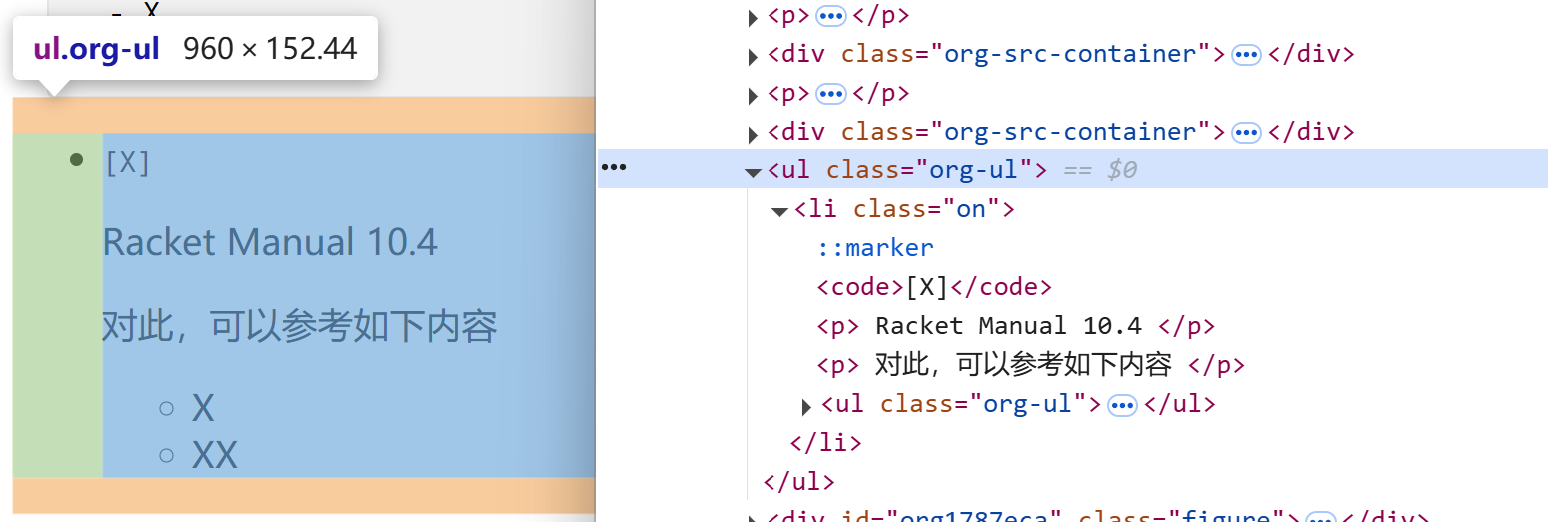 - X
ul.org-ul 960 × 152.44
[X]
Racket Manual 10.4
对此，可以参考如下内容
X
XX
<p>•••</p>
<div class="org-src-container">•••</div>
<p>•••</p>
<div class="org-src-container">•••</div>
•••
<ul class="org-ul"> == $0
<li class="on">
::marker
<code>[X]</code>
<p> Racket Manual 10.4 </p>
<p> 对此，可以参考如下内容 </p>
<ul class="org-ul">•••</ul>
</li>
</ul>
<div id="org1787eca" class="figure">•••</div>